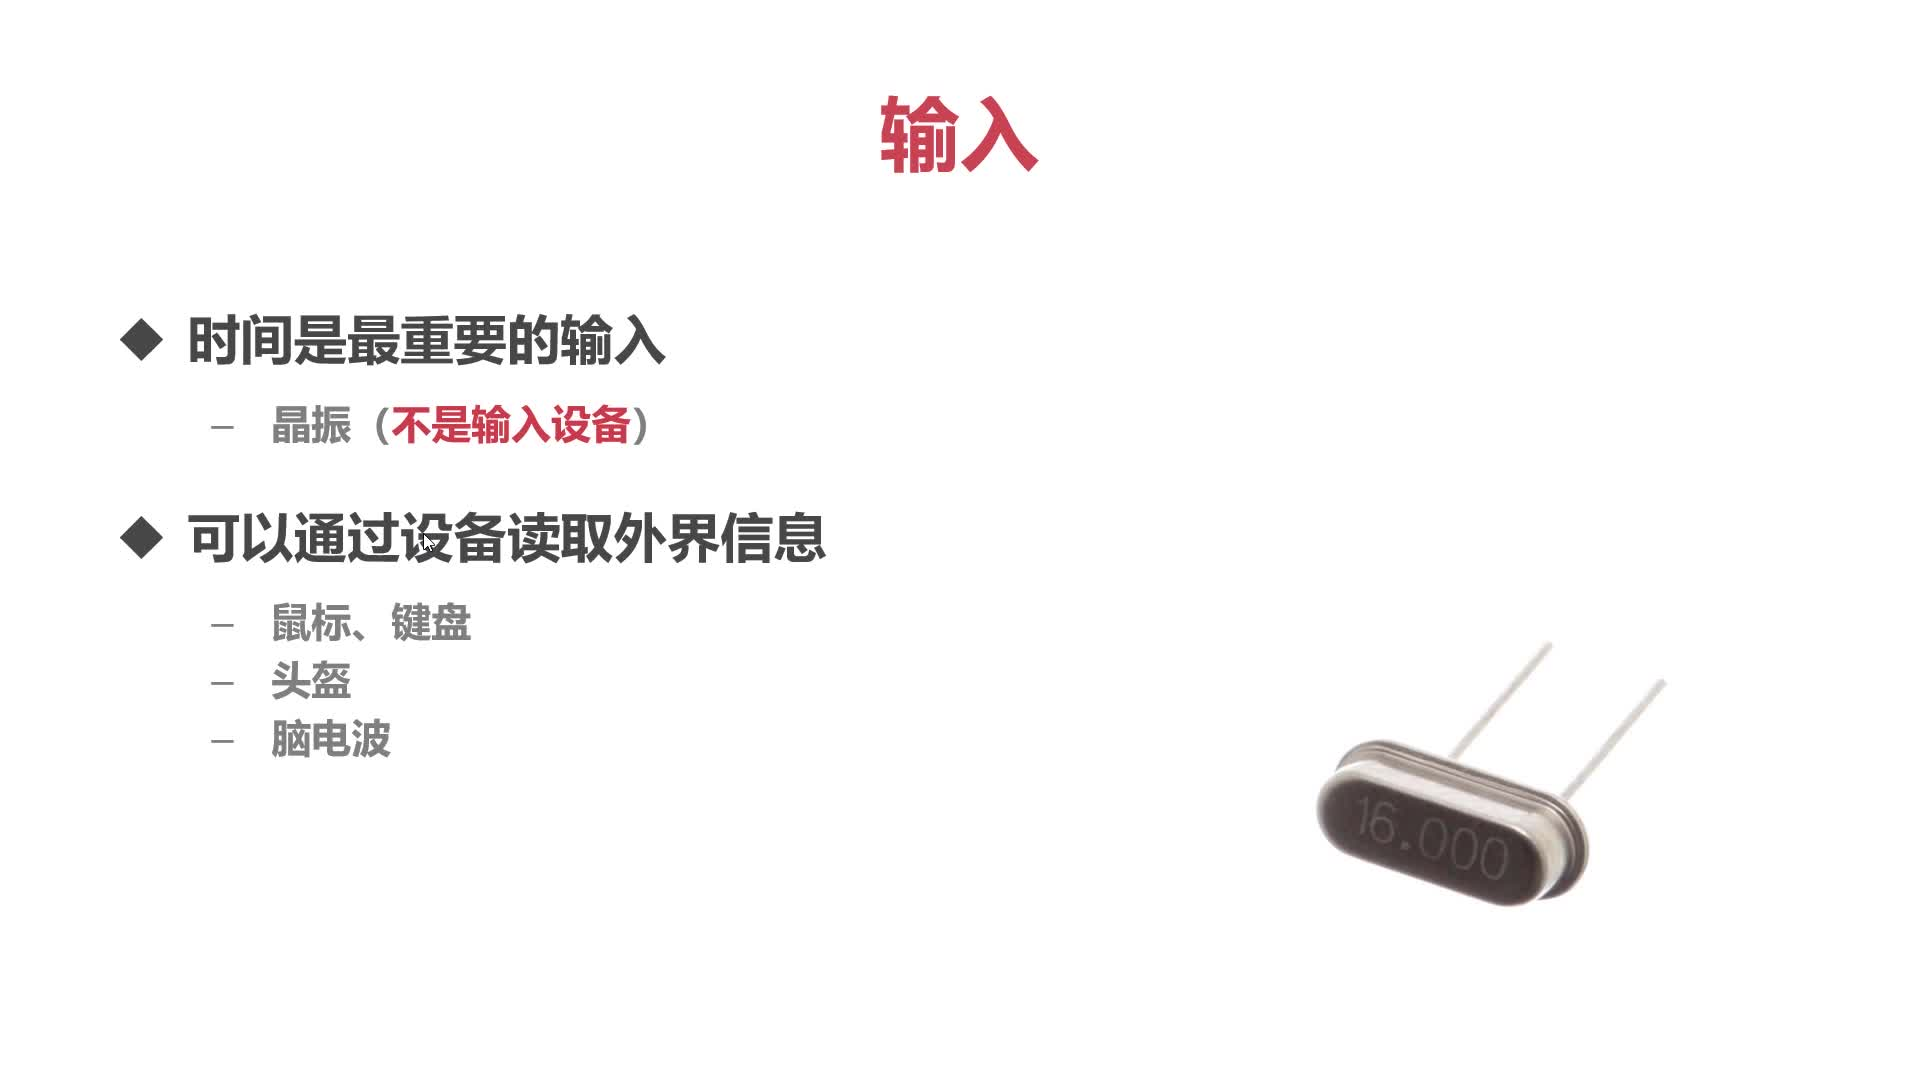 输入
◆ 时间是最重要的输入
– 晶振（不是输入设备）
◆ 可以通过设备读取外界信息
– 鼠标、键盘
– 头盔
– 脑电波
16.000